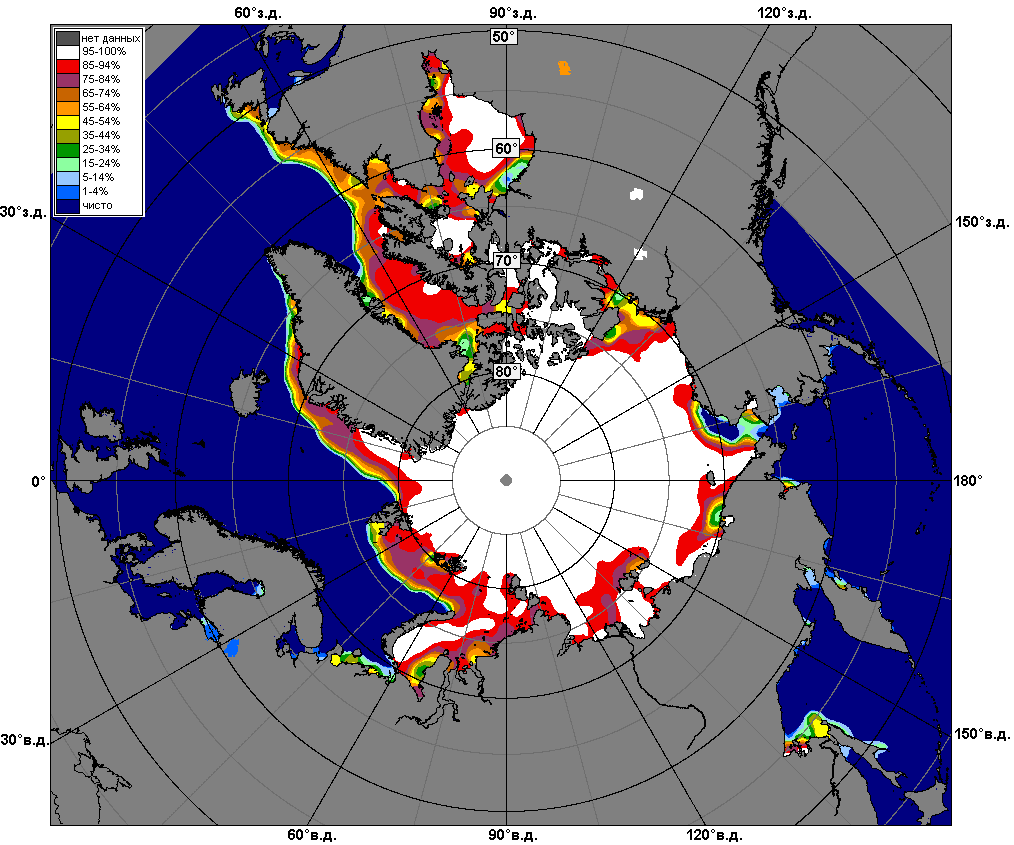 60°з.д.
90°з.д.
120°з.д.
50°
нет данных
95-100%
85-94%
75-84%
65-74%
55-64%
45-54%
35-44%
25-34%
15-24%
5-14%
1-4%
чисто
60°
30°з.д.
150°з.д.
70°
80°
0°
180°
30°в.д.
150°в.д.
60°в.д.
90°в.д.
120°в.д.